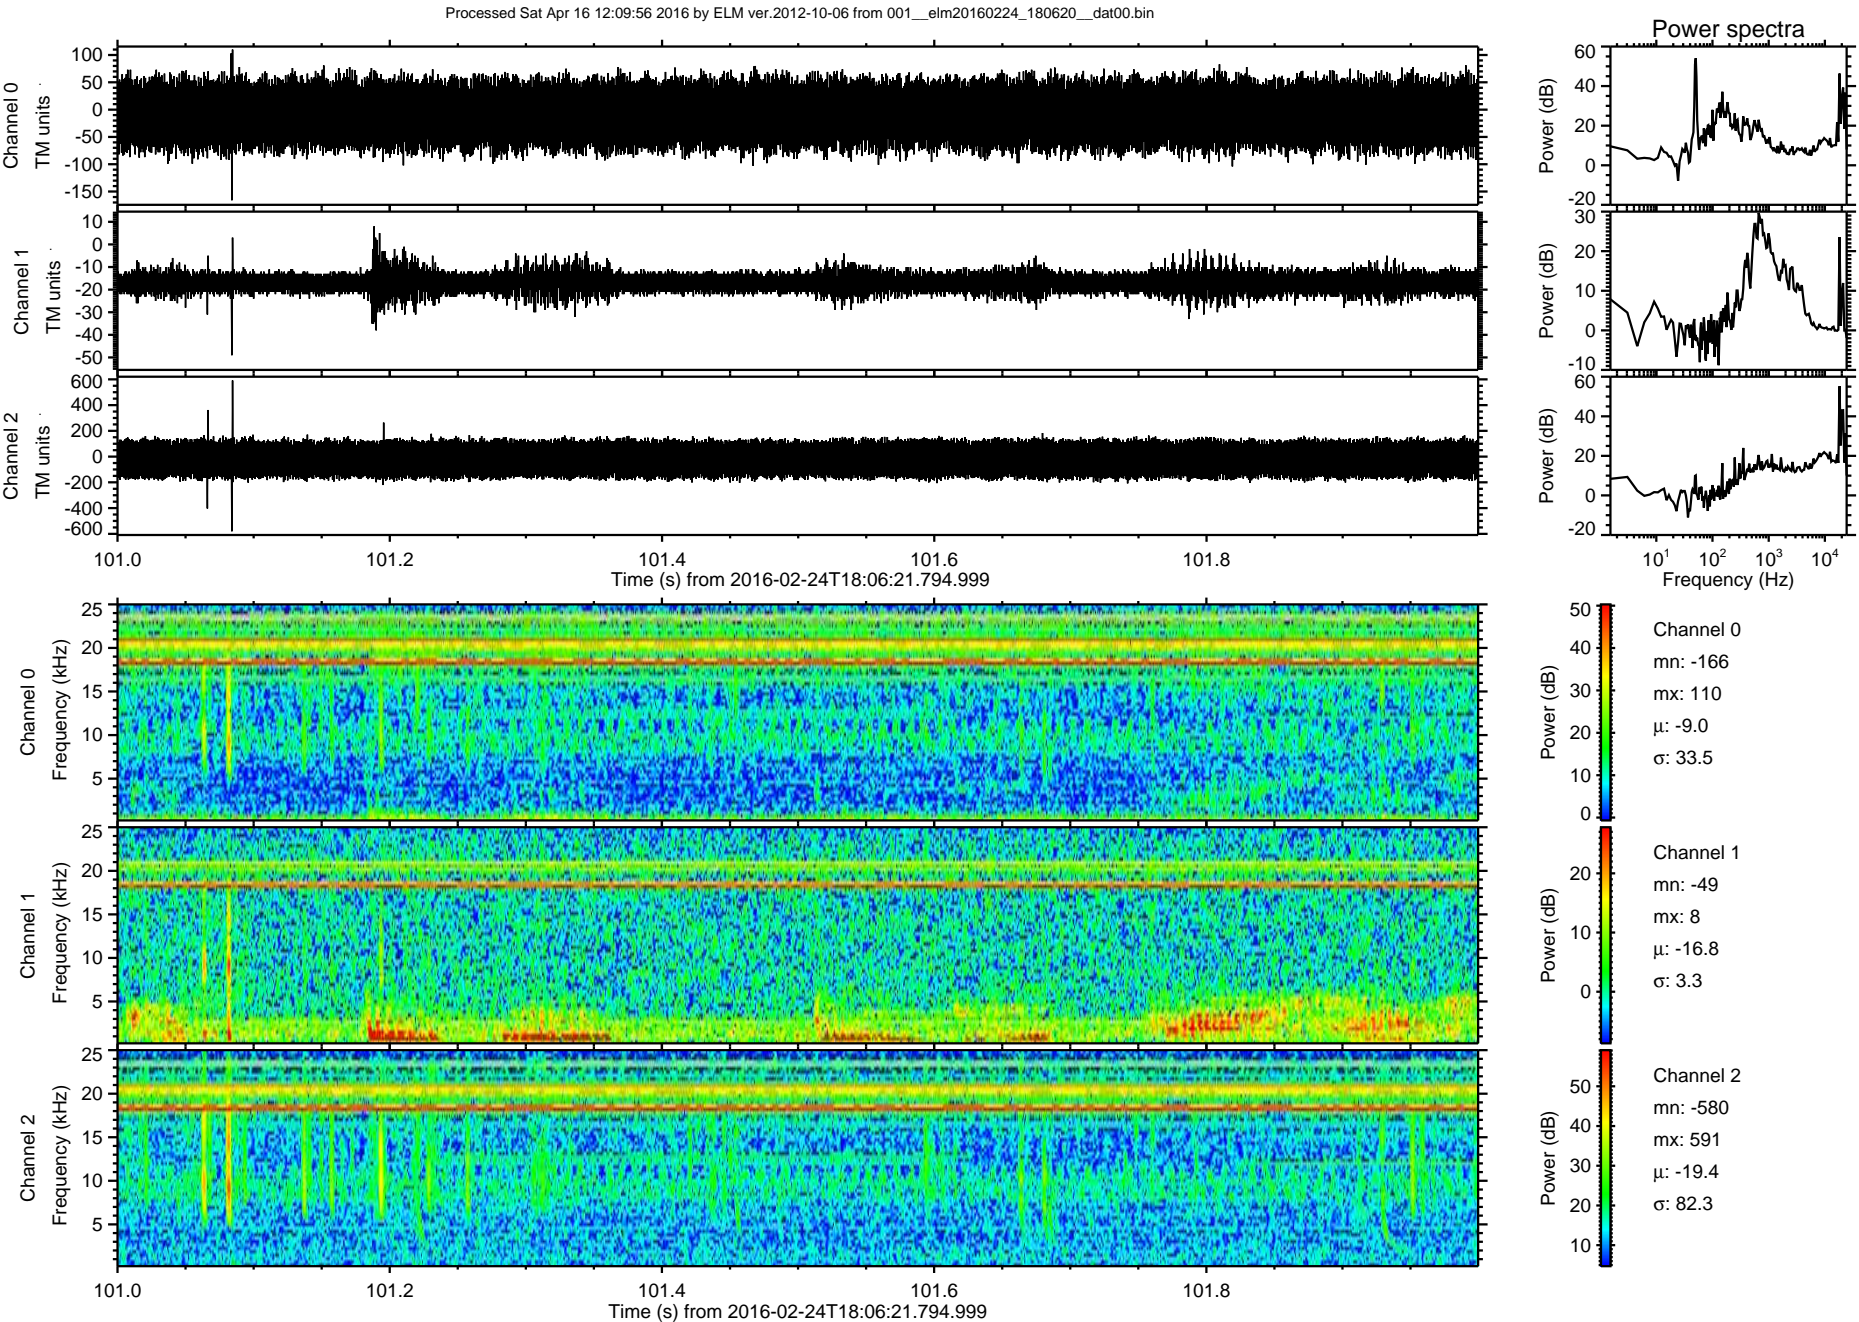 Processed Sat Apr 16 12:09:56 2016 by ELM ver.2012-10-06 from 001__elm20160224_180620__dat00.bin
Power spectra
Channel 0
TM units
100
50
0
-50
-100
-150
Power (dB)
60
40
20
0
-20
Channel 1
TM units
10
0
-10
-20
-30
-40
-50
Power (dB)
30
20
10
0
-10
Channel 2
TM units
600
400
200
0
-200
-400
-600
Power (dB)
60
40
20
0
-20
101.0 101.2 101.4 101.6 101.8
Time (s) from 2016-02-24T18:06:21.794.999
10^1 10^2 10^3 10^4
Frequency (Hz)
Channel 0
Frequency (kHz)
25
20
15
10
5
Power (dB)
50
40
30
20
10
0
Channel 0
mn: -166
mx: 110
μ: -9.0
σ: 33.5
Channel 1
Frequency (kHz)
25
20
15
10
5
Power (dB)
20
10
0
Channel 1
mn: -49
mx: 8
μ: -16.8
σ: 3.3
Channel 2
Frequency (kHz)
25
20
15
10
5
Power (dB)
50
40
30
20
10
Channel 2
mn: -580
mx: 591
μ: -19.4
σ: 82.3
101.0 101.2 101.4 101.6 101.8
Time (s) from 2016-02-24T18:06:21.794.999